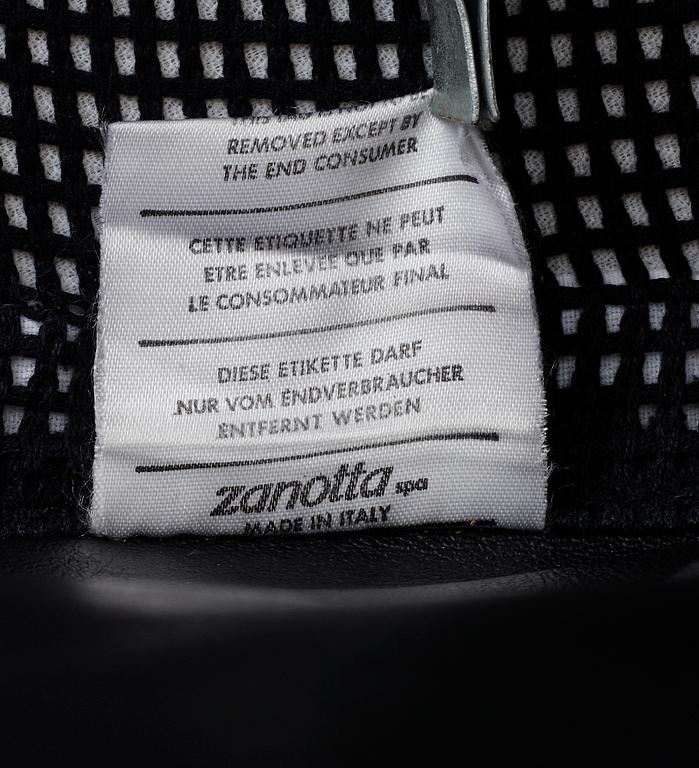 REMOVED EXCEPT BY
THE END CONSUMER
CETTE ETIQUETTE NE PEUT
ETRE ENLEVEE QUE PAR
LE CONSOMMATEUR FINAL
DIESE ETIKETTE DARF
NUR VOM ENDVERBRAUCHER
ENTFERNT WERDEN
zanotta spa
MADE IN ITALY